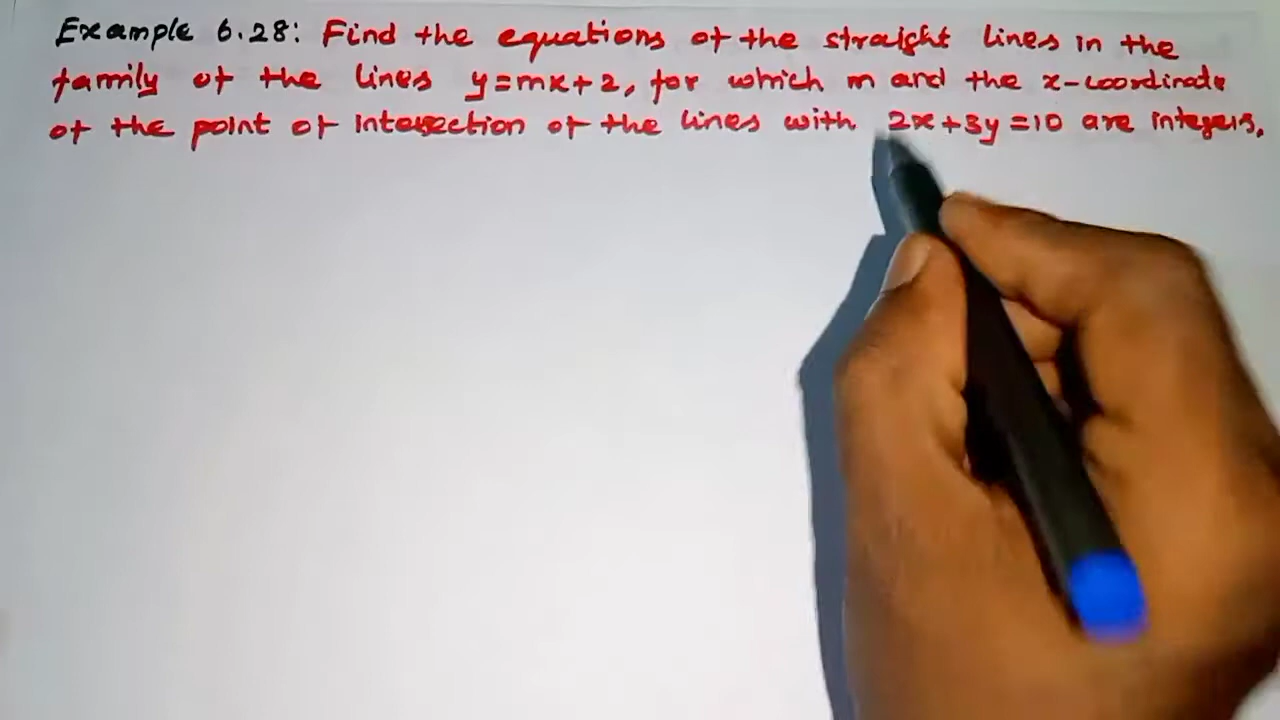 Example 6.28: Find the equations of the straight lines in the
family of the lines y=mx+2, for which m and the x-coordinate
of the point of intersection of the lines with 2x+3y=10 are integers.